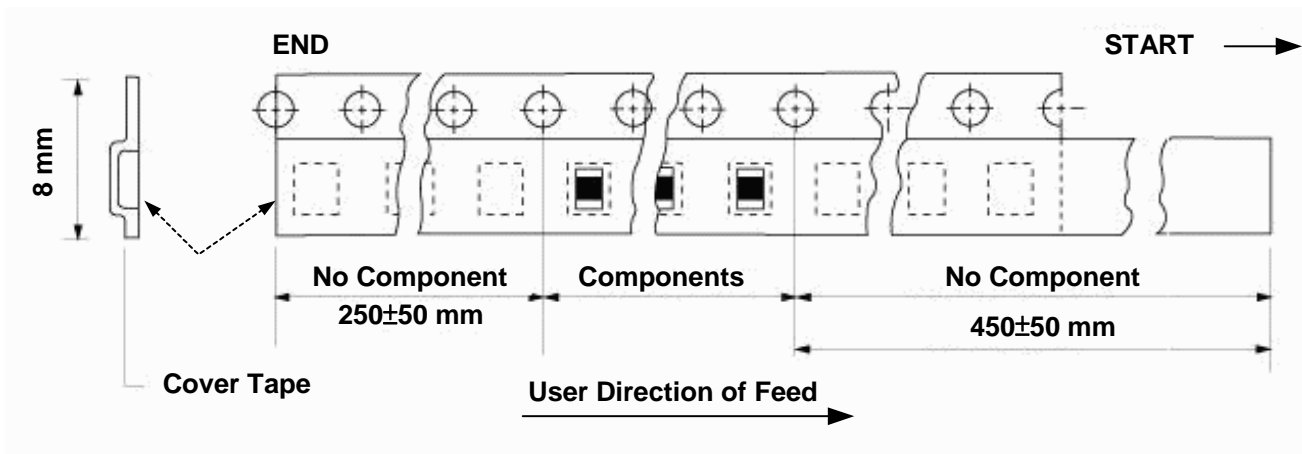 END
START
8 mm
No Component
Components
No Component
250±50 mm
450±50 mm
Cover Tape
User Direction of Feed